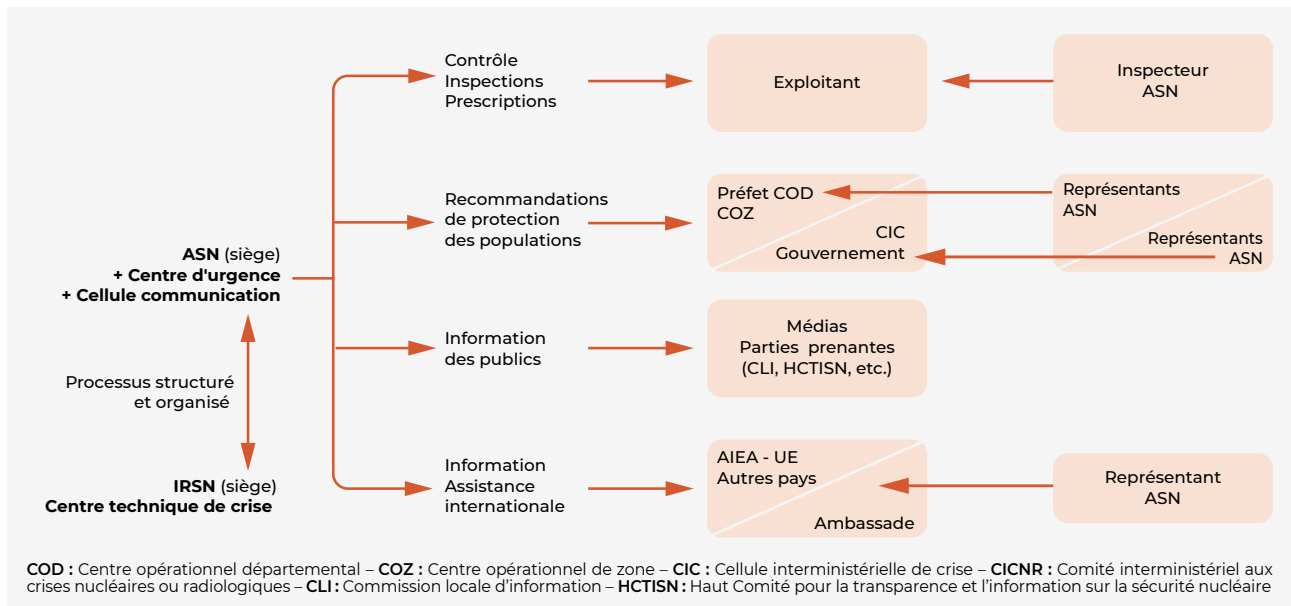 Contrôle
Inspections
Prescriptions
Exploitant
Inspecteur
ASN
Recommandations
de protection
des populations
Préfet COD
COZ
CIC
Gouvernement
Représentants
ASN
Représentants
ASN
ASN (siège)
+ Centre d'urgence
+ Cellule communication
Processus structuré
et organisé
IRSN (siège)
Centre technique de crise
Information
des publics
Médias
Parties prenantes
(CLI, HCTISN, etc.)
Information
Assistance
internationale
AIEA - UE
Autres pays
Ambassade
Représentant
ASN
COD : Centre opérationnel départemental – COZ : Centre opérationnel de zone – CIC : Cellule interministérielle de crise – CICNR : Comité interministériel aux
crises nucléaires ou radiologiques – CLI : Commission locale d'information – HCTISN : Haut Comité pour la transparence et l'information sur la sécurité nucléaire